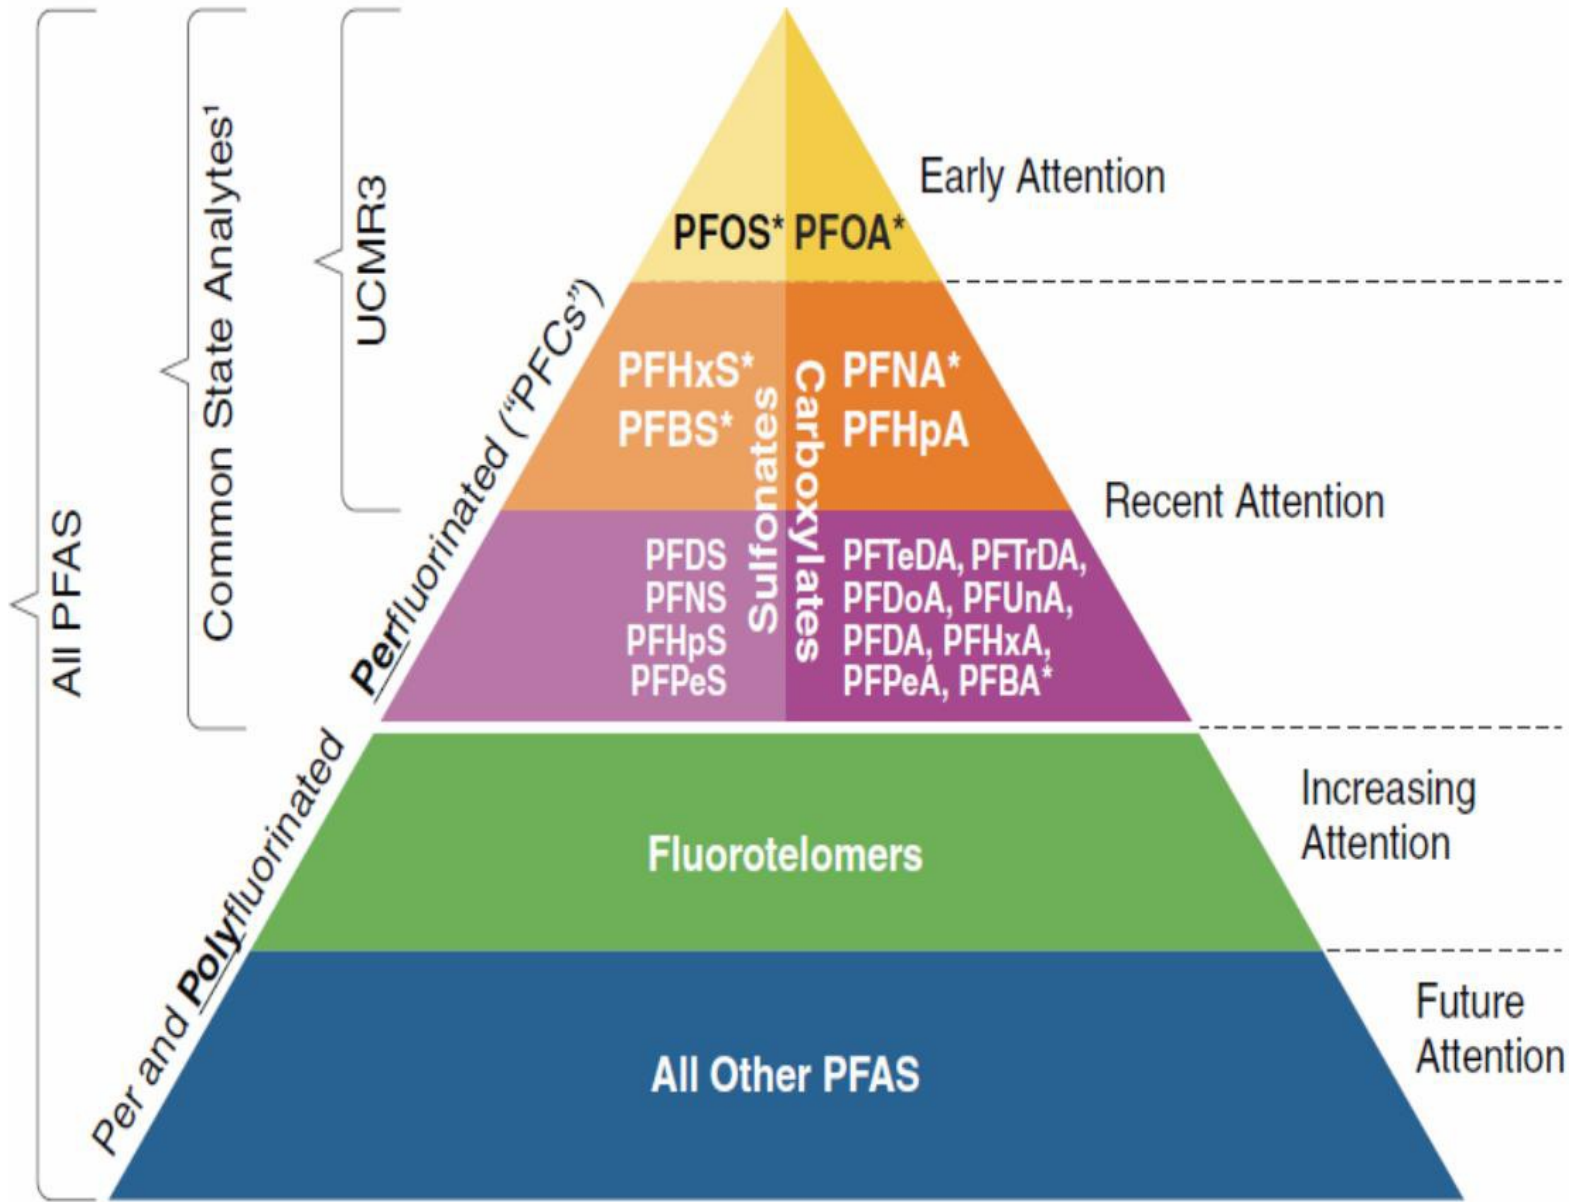 All PFAS
Common State Analytes¹
UCMR3
Perfluorinated ("PFCs")
Per and Polyfluorinated
PFOS* PFOA*
Early Attention
PFHxS*
PFBS*
Sulfonates
Carboxylates
PFNA*
PFHpA
Recent Attention
PFDS
PFNS
PFHpS
PFPeS
PFTeDA, PFTrDA,
PFDoA, PFUnA,
PFDA, PFHxA,
PFPeA, PFBA*
Fluorotelomers
Increasing
Attention
All Other PFAS
Future
Attention